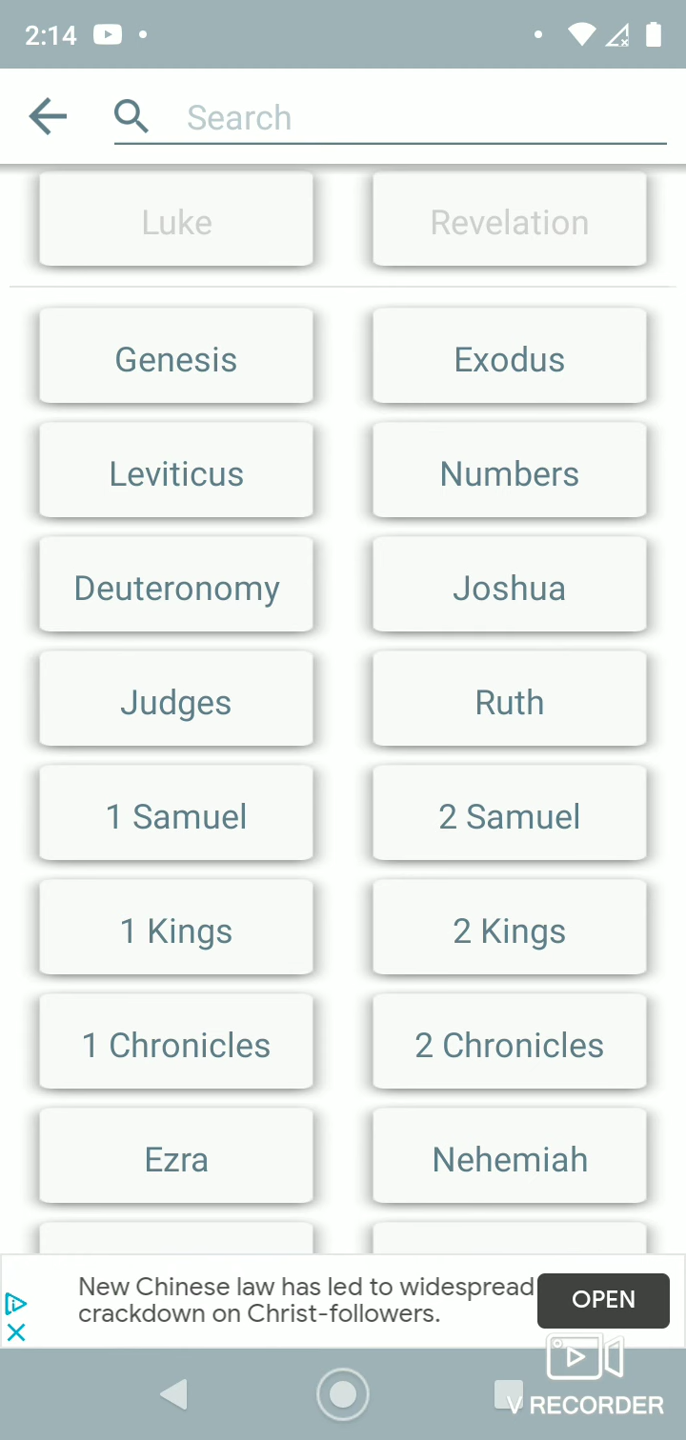 2:14
Search
Luke
Revelation
Genesis
Exodus
Leviticus
Numbers
Deuteronomy
Joshua
Judges
Ruth
1 Samuel
2 Samuel
1 Kings
2 Kings
1 Chronicles
2 Chronicles
Ezra
Nehemiah
New Chinese law has led to widespread
crackdown on Christ-followers.
OPEN
V RECORDER